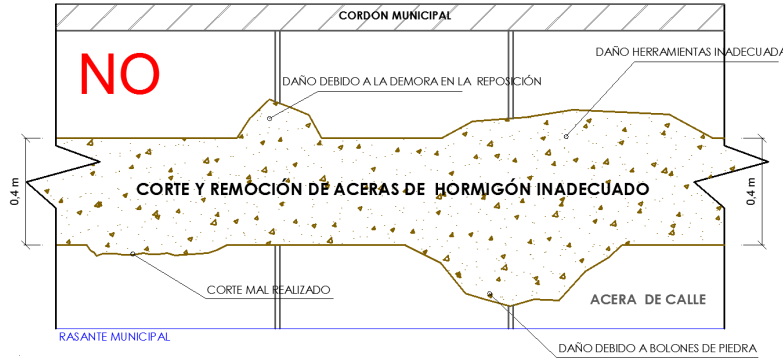 CORDÓN MUNICIPAL
NO
DAÑO HERRAMIENTAS INADECUADA
DAÑO DEBIDO A LA DEMORA EN LA REPOSICIÓN
0.4 m
CORTE Y REMOCIÓN DE ACERAS DE HORMIGÓN INADECUADO
0,4 m
CORTE MAL REALIZADO
ACERA DE CALLE
RASANTE MUNICIPAL
DAÑO DEBIDO A BOLONES DE PIEDRA